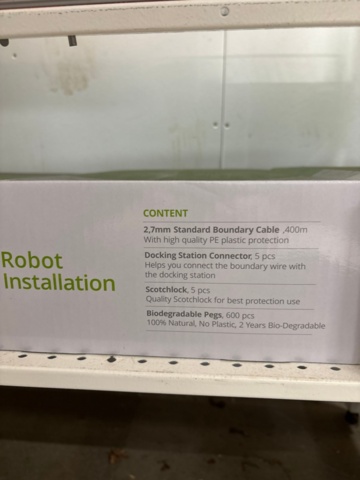 Robot
Installation
CONTENT
2,7mm Standard Boundary Cable ,400m
With high quality PE plastic protection
Docking Station Connector, 5 pcs
Helps you connect the boundary wire with
the docking station
Scotchlock, 5 pcs
Quality Scotchlock for best protection use
Biodegradable Pegs, 600 pcs
100% Natural, No Plastic, 2 Years Bio-Degradable